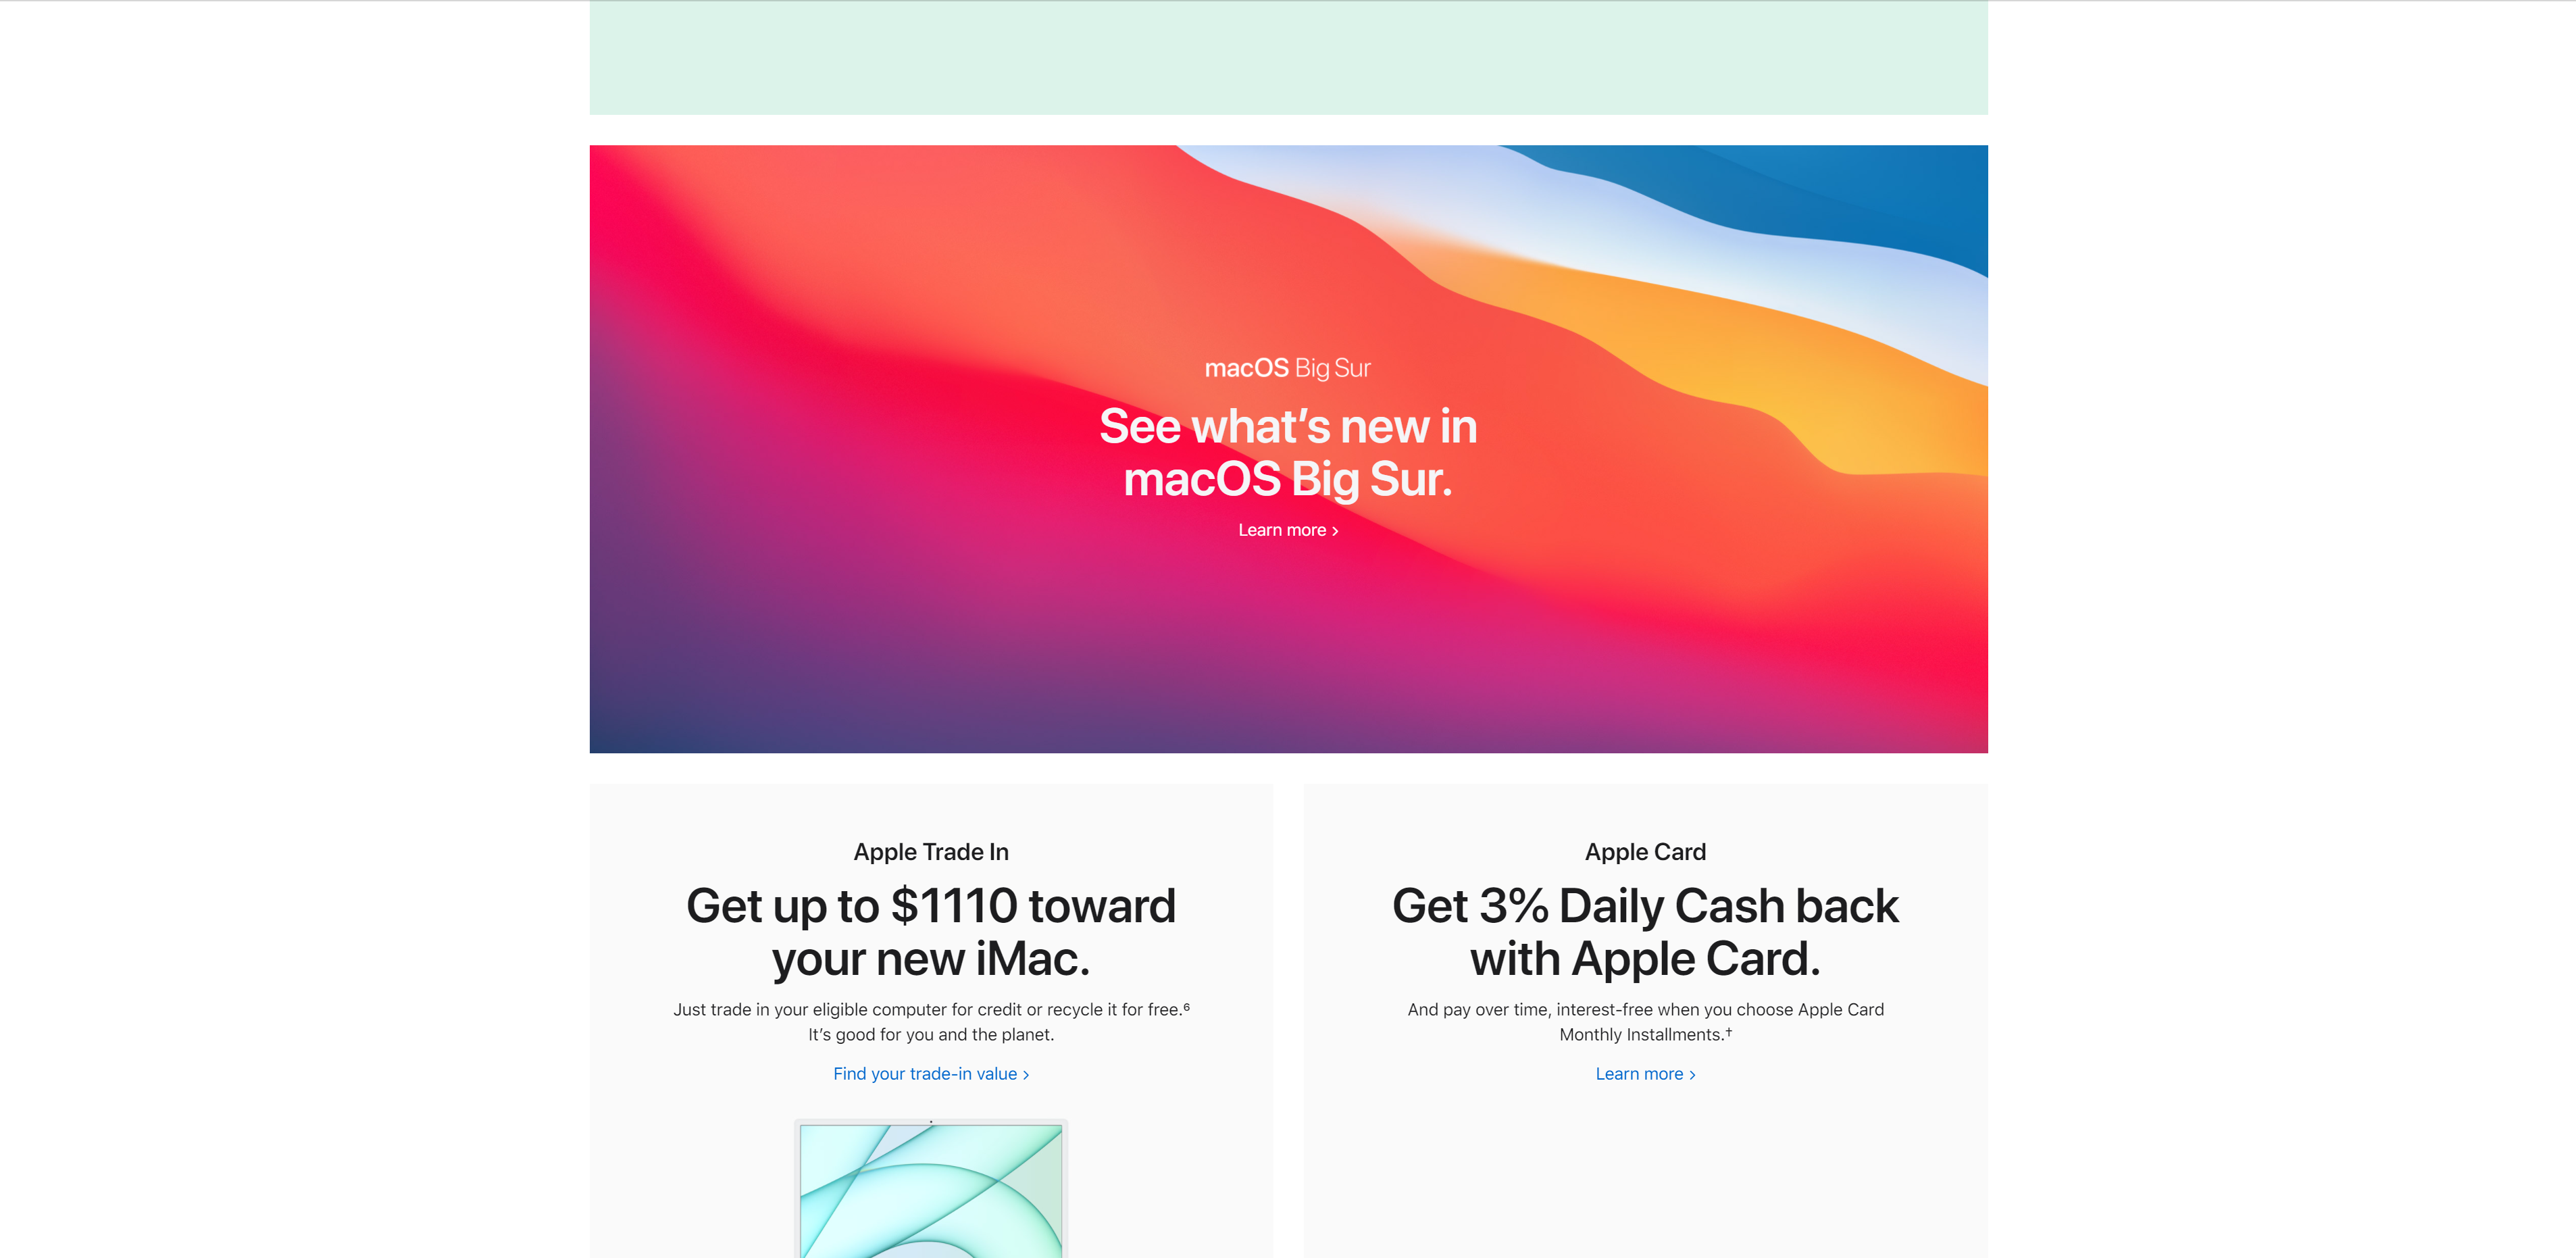 macOS Big Sur
See what’s new in
macOS Big Sur.
Learn more >
Apple Trade In
Get up to $1110 toward
your new iMac.
Just trade in your eligible computer for credit or recycle it for free.⁶
It’s good for you and the planet.
Find your trade-in value >
Apple Card
Get 3% Daily Cash back
with Apple Card.
And pay over time, interest-free when you choose Apple Card
Monthly Installments.†
Learn more >